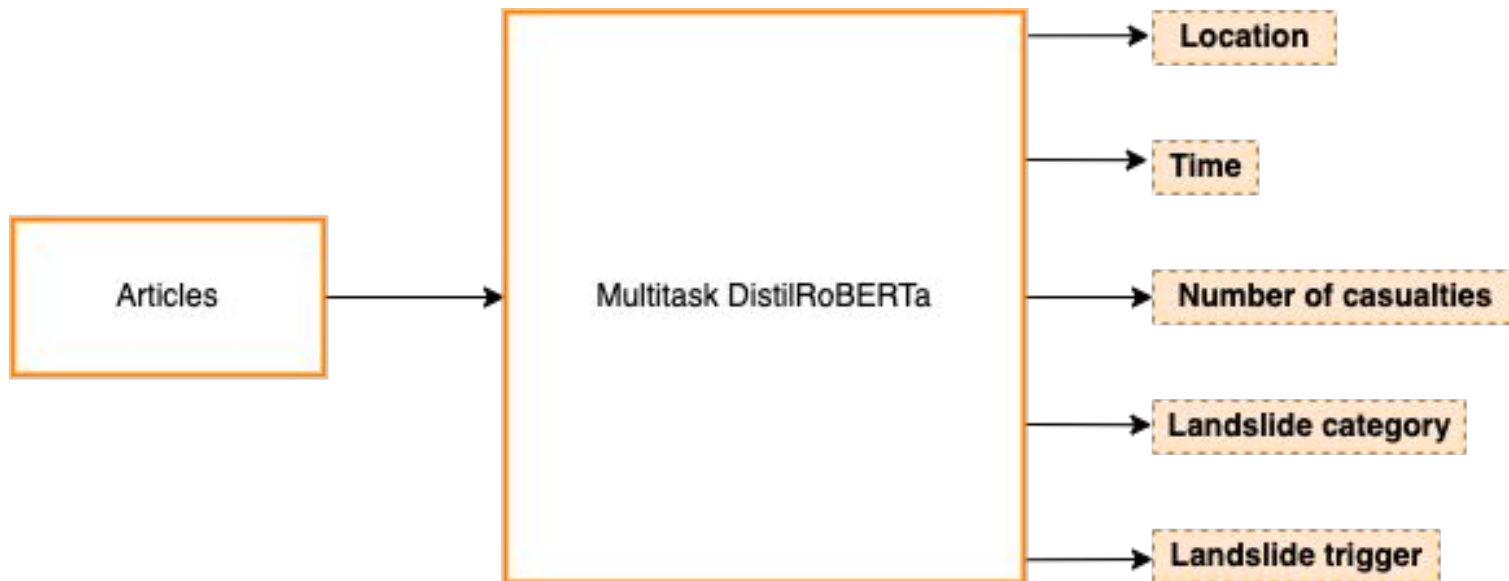 Articles
Multitask DistilRoBERTa
Location
Time
Number of casualties
Landslide category
Landslide trigger